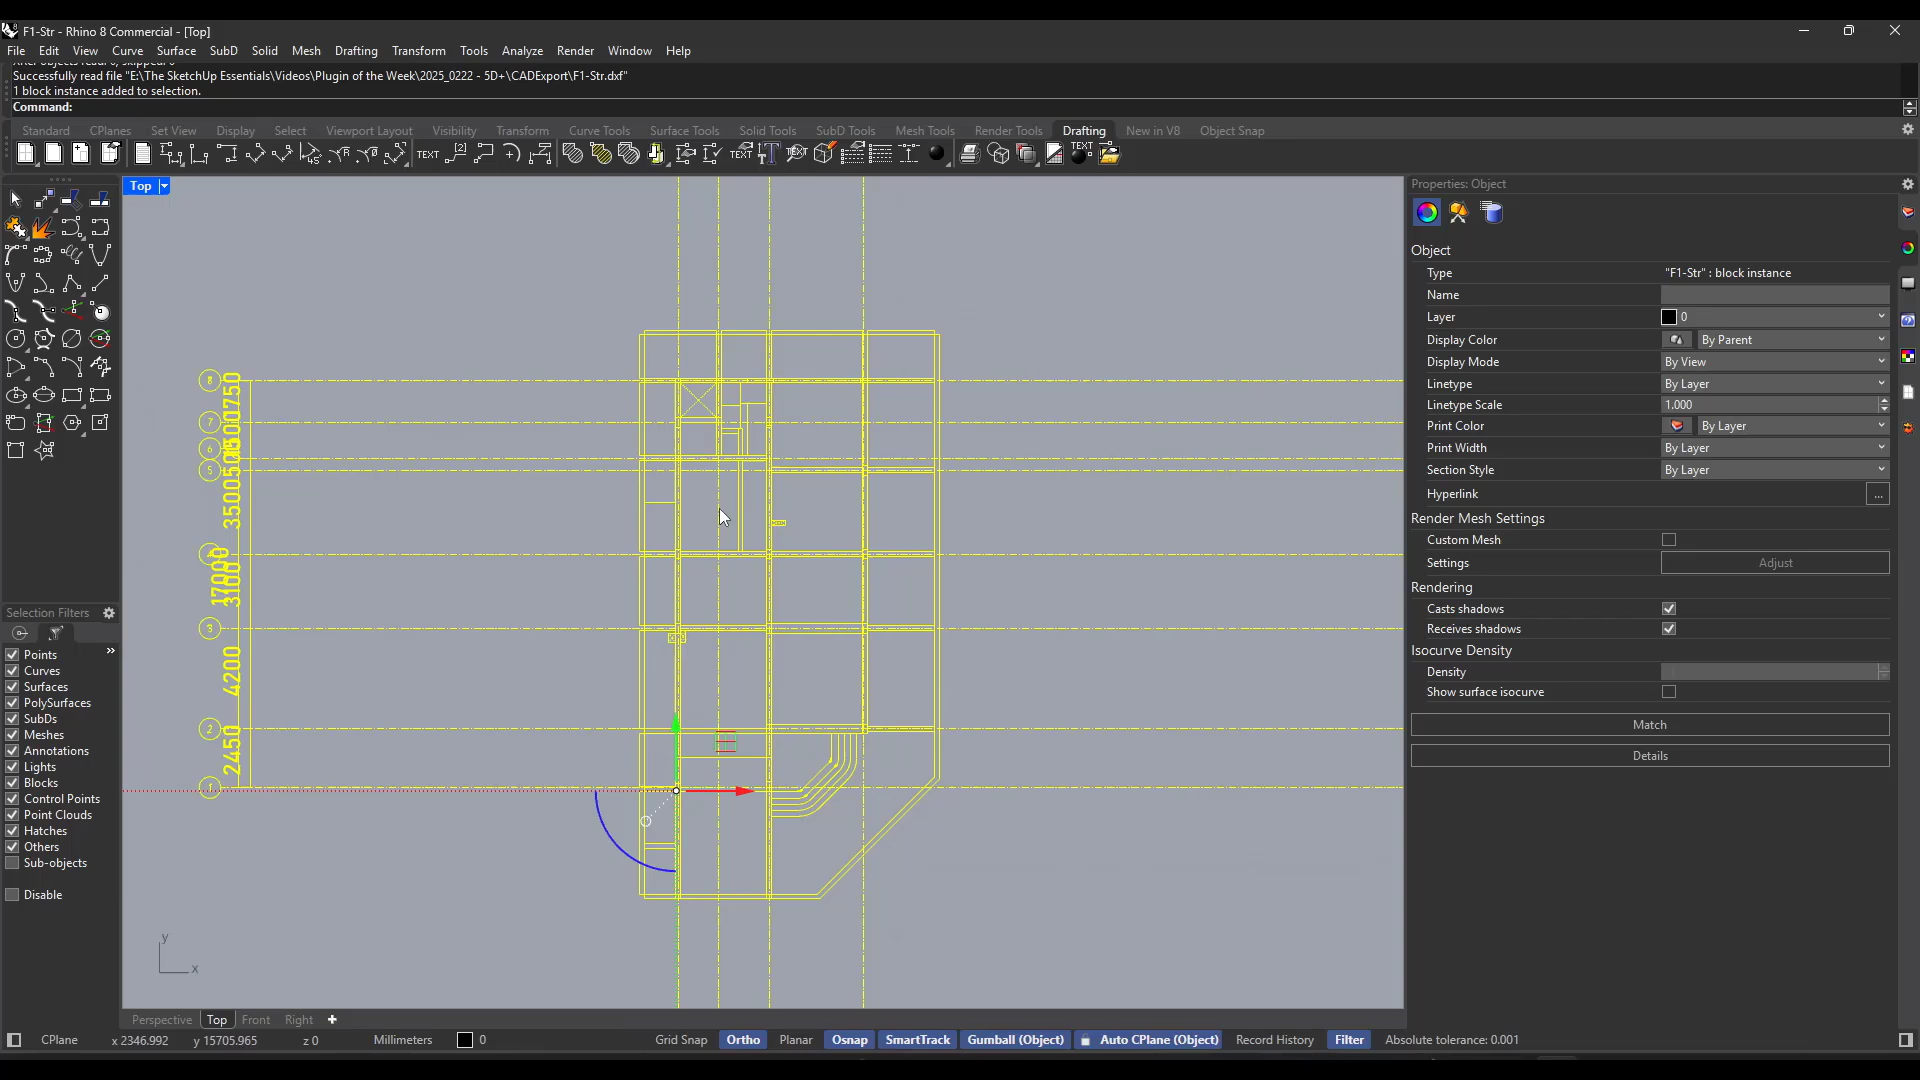 F1-Str - Rhino 8 Commercial - [Top]
File Edit View Curve Surface SubD Solid Mesh Drafting Transform Tools Analyze Render Window Help
Successfully read file "E:\The SketchUp Essentials\Videos\Plugin of the Week\2025_0222 - 5D+\CADExport\F1-Str.dxf"
1 block instance added to selection.
Command:
Standard CPlanes Set View Display Select Viewport Layout Visibility Transform Curve Tools Surface Tools Solid Tools SubD Tools Mesh Tools Render Tools Drafting New in V8 Object Snap
TEXT TEXT TEXT TEXT
Top
Properties: Object
Object
Type "F1-Str" : block instance
Name
Layer 0
Display Color By Parent
Display Mode By View
Linetype By Layer
Linetype Scale 1.000
Print Color By Layer
Print Width By Layer
Section Style By Layer
Hyperlink ...
Render Mesh Settings
Custom Mesh
Settings Adjust
Rendering
Casts shadows
Receives shadows
Isocurve Density
Density
Show surface isocurve
Match
Details
8
750
7
6
5
3500
1700
3100
3
4200
2
2450
1
Selection Filters
Points
Curves
Surfaces
PolySurfaces
SubDs
Meshes
Annotations
Lights
Blocks
Control Points
Point Clouds
Hatches
Others
Sub-objects
Disable
y
x
Perspective Top Front Right
CPlane x 2346.992 y 15705.965 z 0 Millimeters 0 Grid Snap Ortho Planar Osnap SmartTrack Gumball (Object) Auto CPlane (Object) Record History Filter Absolute tolerance: 0.001